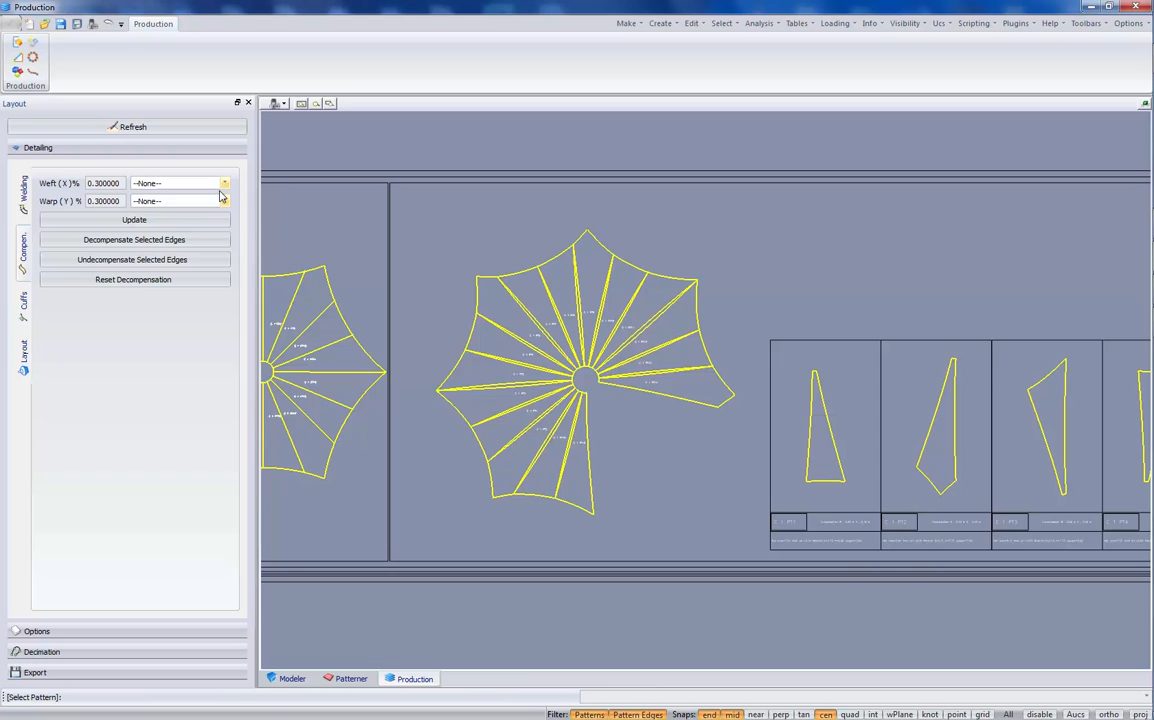 Production
Production
Make Create Edit Select Analysis Tables Loading Info Visibility Ucs Scripting Plugins Help Toolbars Options
Production
Layout
Refresh
Detailing
Welding
Compen.
Cuffs
Layout
Weft ( X )% 0.300000 --None--
Warp ( Y ) % 0.300000 --None--
Update
Decompensate Selected Edges
Undecompensate Selected Edges
Reset Decompensation
Options
Decimation
Export
Modeler Patterner Production
[Select Pattern]:
Filter: Patterns Pattern Edges Snaps: end mid near perp tan cen quad int wPlane knot point grid All disable Aucs ortho proj